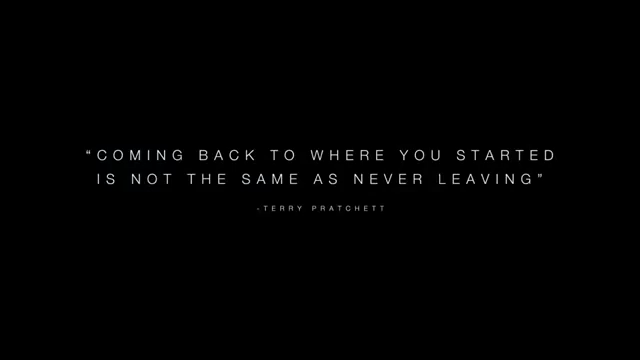 “COMING BACK TO WHERE YOU STARTED
IS NOT THE SAME AS NEVER LEAVING”
-TERRY PRATCHETT